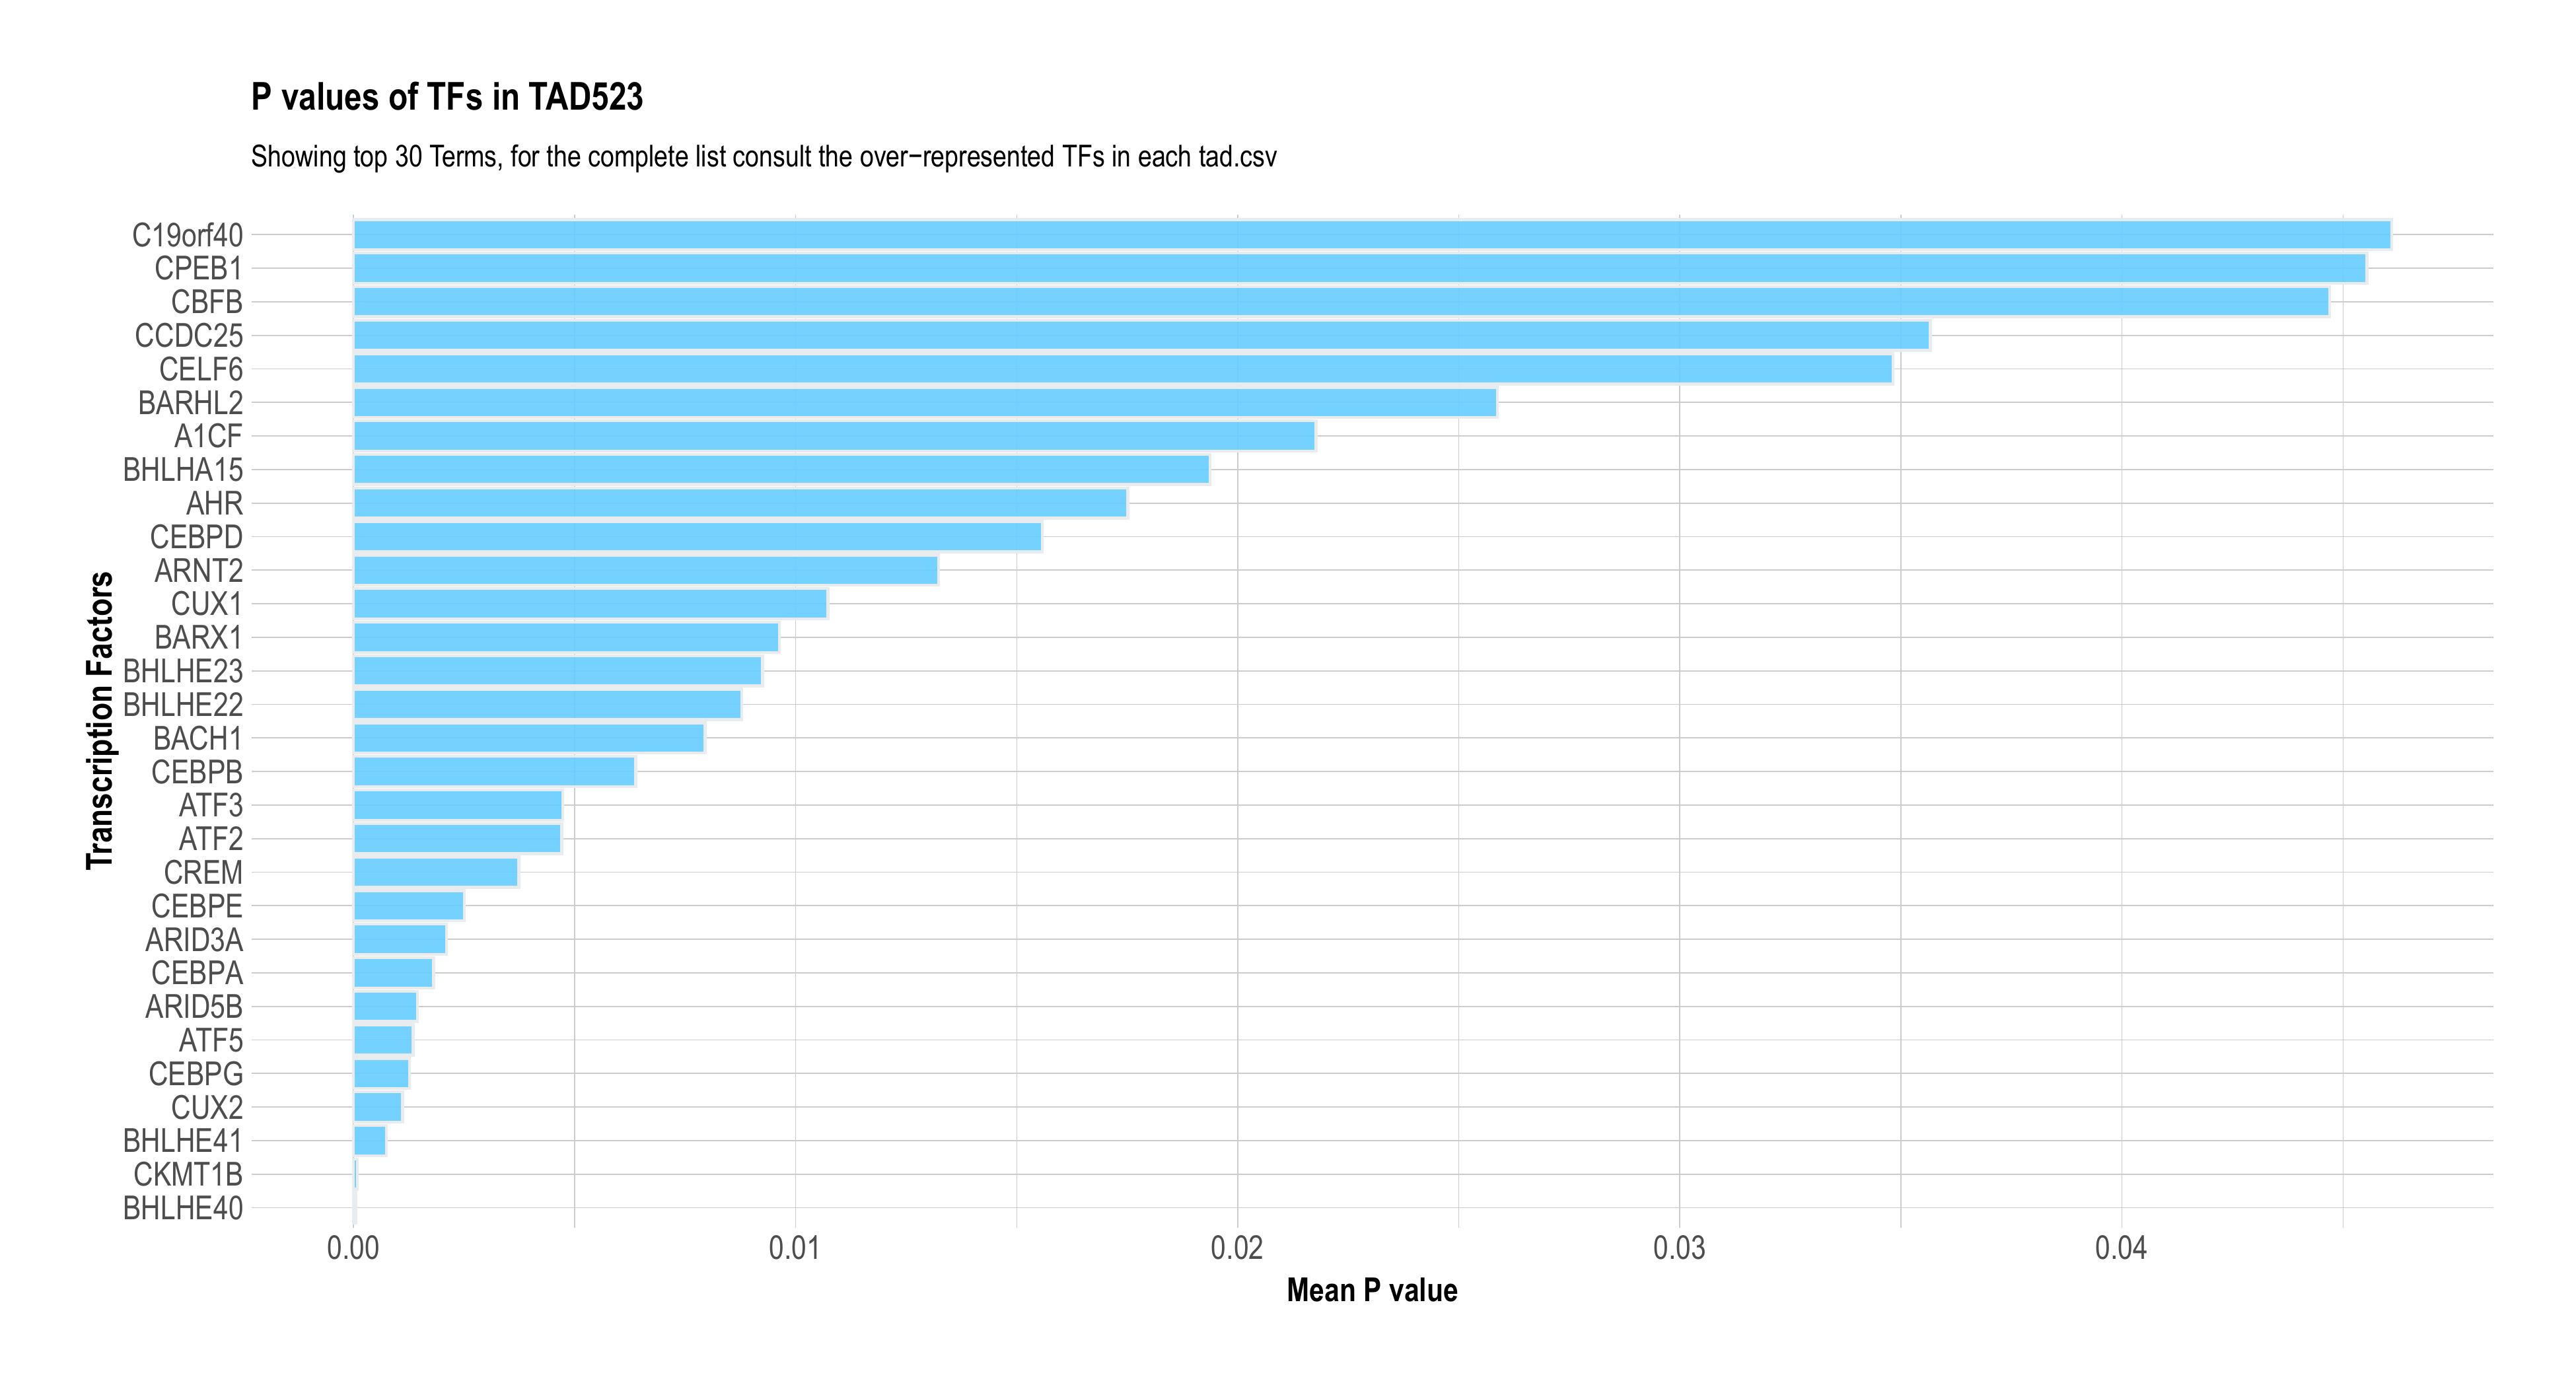 P values of TFs in TAD523
Showing top 30 Terms, for the complete list consult the over−represented TFs in each tad.csv
Transcription Factors
C19orf40
CPEB1
CBFB
CCDC25
CELF6
BARHL2
A1CF
BHLHA15
AHR
CEBPD
ARNT2
CUX1
BARX1
BHLHE23
BHLHE22
BACH1
CEBPB
ATF3
ATF2
CREM
CEBPE
ARID3A
CEBPA
ARID5B
ATF5
CEBPG
CUX2
BHLHE41
CKMT1B
BHLHE40
0.00 0.01 0.02 0.03 0.04
Mean P value